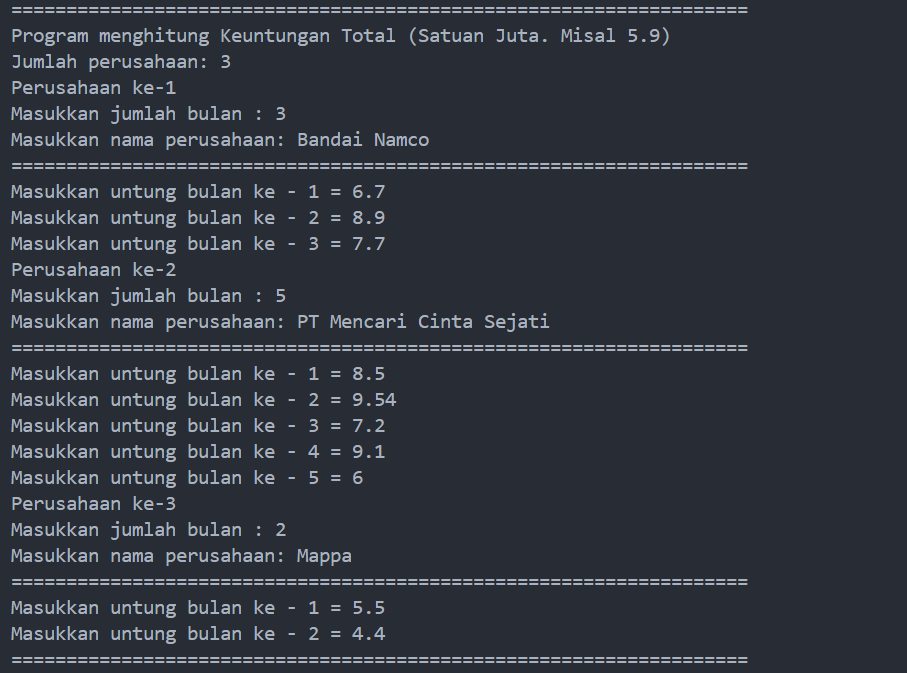 ===================================================================
Program menghitung Keuntungan Total (Satuan Juta. Misal 5.9)
Jumlah perusahaan: 3
Perusahaan ke-1
Masukkan jumlah bulan : 3
Masukkan nama perusahaan: Bandai Namco
===================================================================
Masukkan untung bulan ke - 1 = 6.7
Masukkan untung bulan ke - 2 = 8.9
Masukkan untung bulan ke - 3 = 7.7
Perusahaan ke-2
Masukkan jumlah bulan : 5
Masukkan nama perusahaan: PT Mencari Cinta Sejati
===================================================================
Masukkan untung bulan ke - 1 = 8.5
Masukkan untung bulan ke - 2 = 9.54
Masukkan untung bulan ke - 3 = 7.2
Masukkan untung bulan ke - 4 = 9.1
Masukkan untung bulan ke - 5 = 6
Perusahaan ke-3
Masukkan jumlah bulan : 2
Masukkan nama perusahaan: Mappa
===================================================================
Masukkan untung bulan ke - 1 = 5.5
Masukkan untung bulan ke - 2 = 4.4
===================================================================